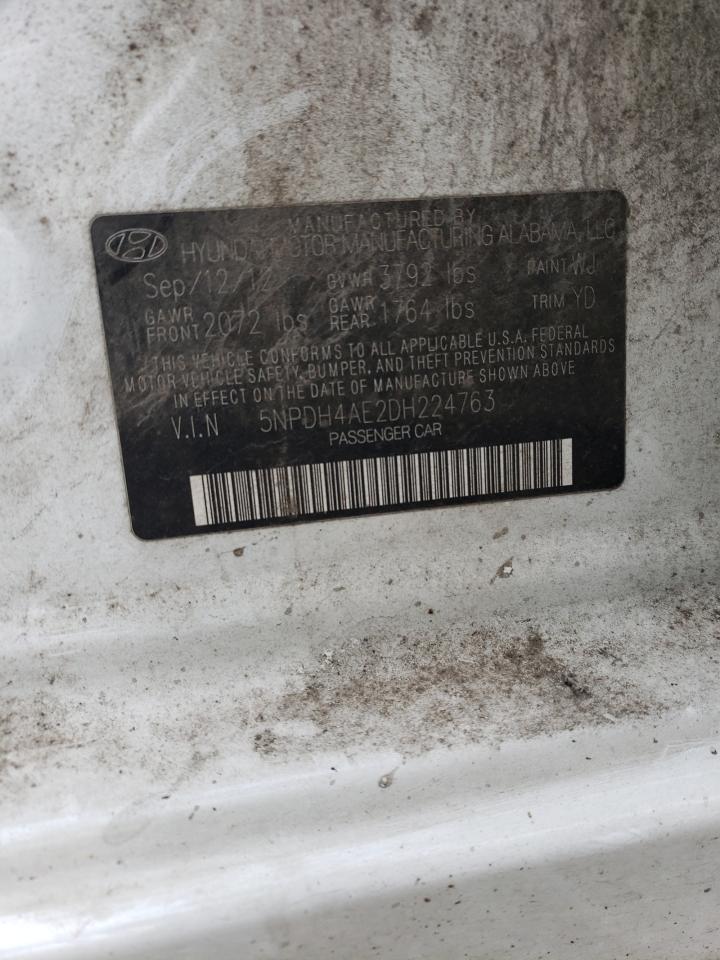 MANUFACTURED BY
HYUNDAI MOTOR MANUFACTURING ALABAMA, LLC
Sep/12/12 GVWR 3792 lbs PAINT WJ
GAWR FRONT 2072 lbs GAWR REAR 1764 lbs TRIM YD
THIS VEHICLE CONFORMS TO ALL APPLICABLE U.S.A. FEDERAL
MOTOR VEHICLE SAFETY, BUMPER, AND THEFT PREVENTION STANDARDS
IN EFFECT ON THE DATE OF MANUFACTURE SHOWN ABOVE
V.I.N 5NPDH4AE2DH224763
PASSENGER CAR